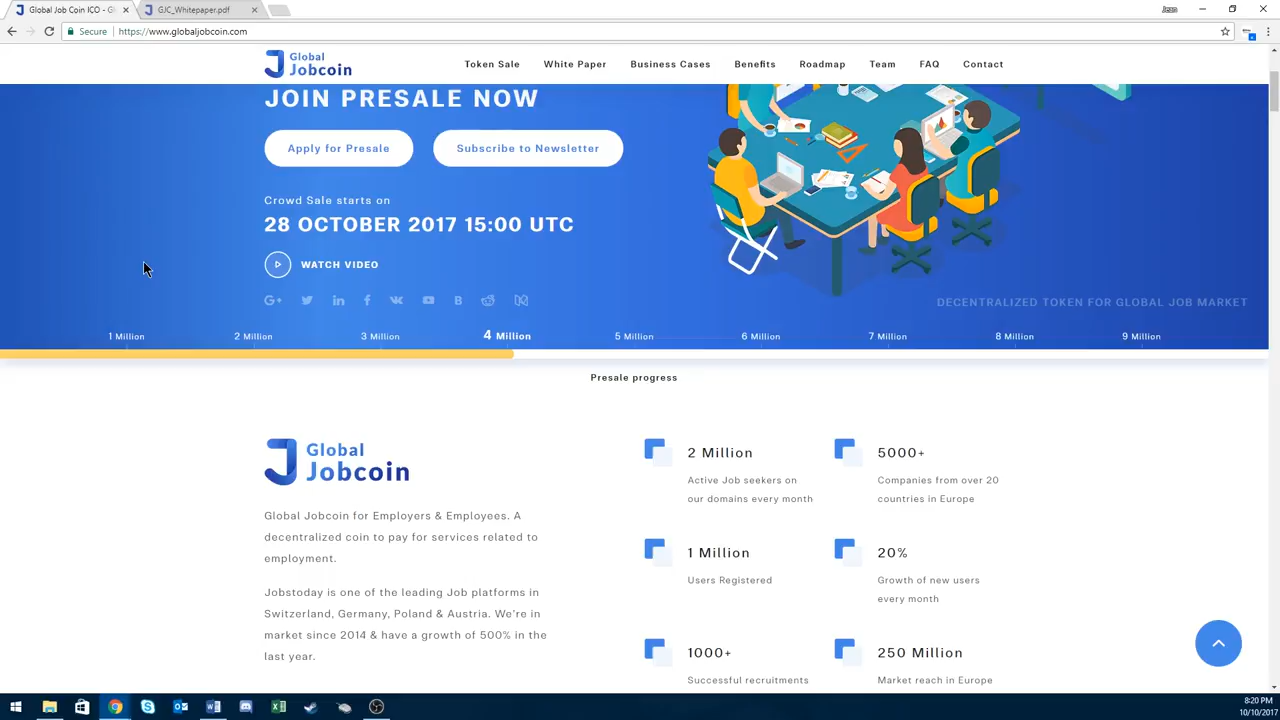 Global Job Coin ICO - G
GJC_Whitepaper.pdf
Secure
https://www.globaljobcoin.com
Global
Jobcoin
Token Sale
White Paper
Business Cases
Benefits
Roadmap
Team
FAQ
Contact
JOIN PRESALE NOW
Apply for Presale
Subscribe to Newsletter
Crowd Sale starts on
28 OCTOBER 2017 15:00 UTC
WATCH VIDEO
DECENTRALIZED TOKEN FOR GLOBAL JOB MARKET
1 Million
2 Million
3 Million
4 Million
5 Million
6 Million
7 Million
8 Million
9 Million
Presale progress
Global
Jobcoin
Global Jobcoin for Employers & Employees. A
decentralized coin to pay for services related to
employment.
Jobstoday is one of the leading Job platforms in
Switzerland, Germany, Poland & Austria. We're in
market since 2014 & have a growth of 500% in the
last year.
2 Million
Active Job seekers on
our domains every month
5000+
Companies from over 20
countries in Europe
1 Million
Users Registered
20%
Growth of new users
every month
1000+
Successful recruitments
250 Million
Market reach in Europe
8:20 PM
10/10/2017